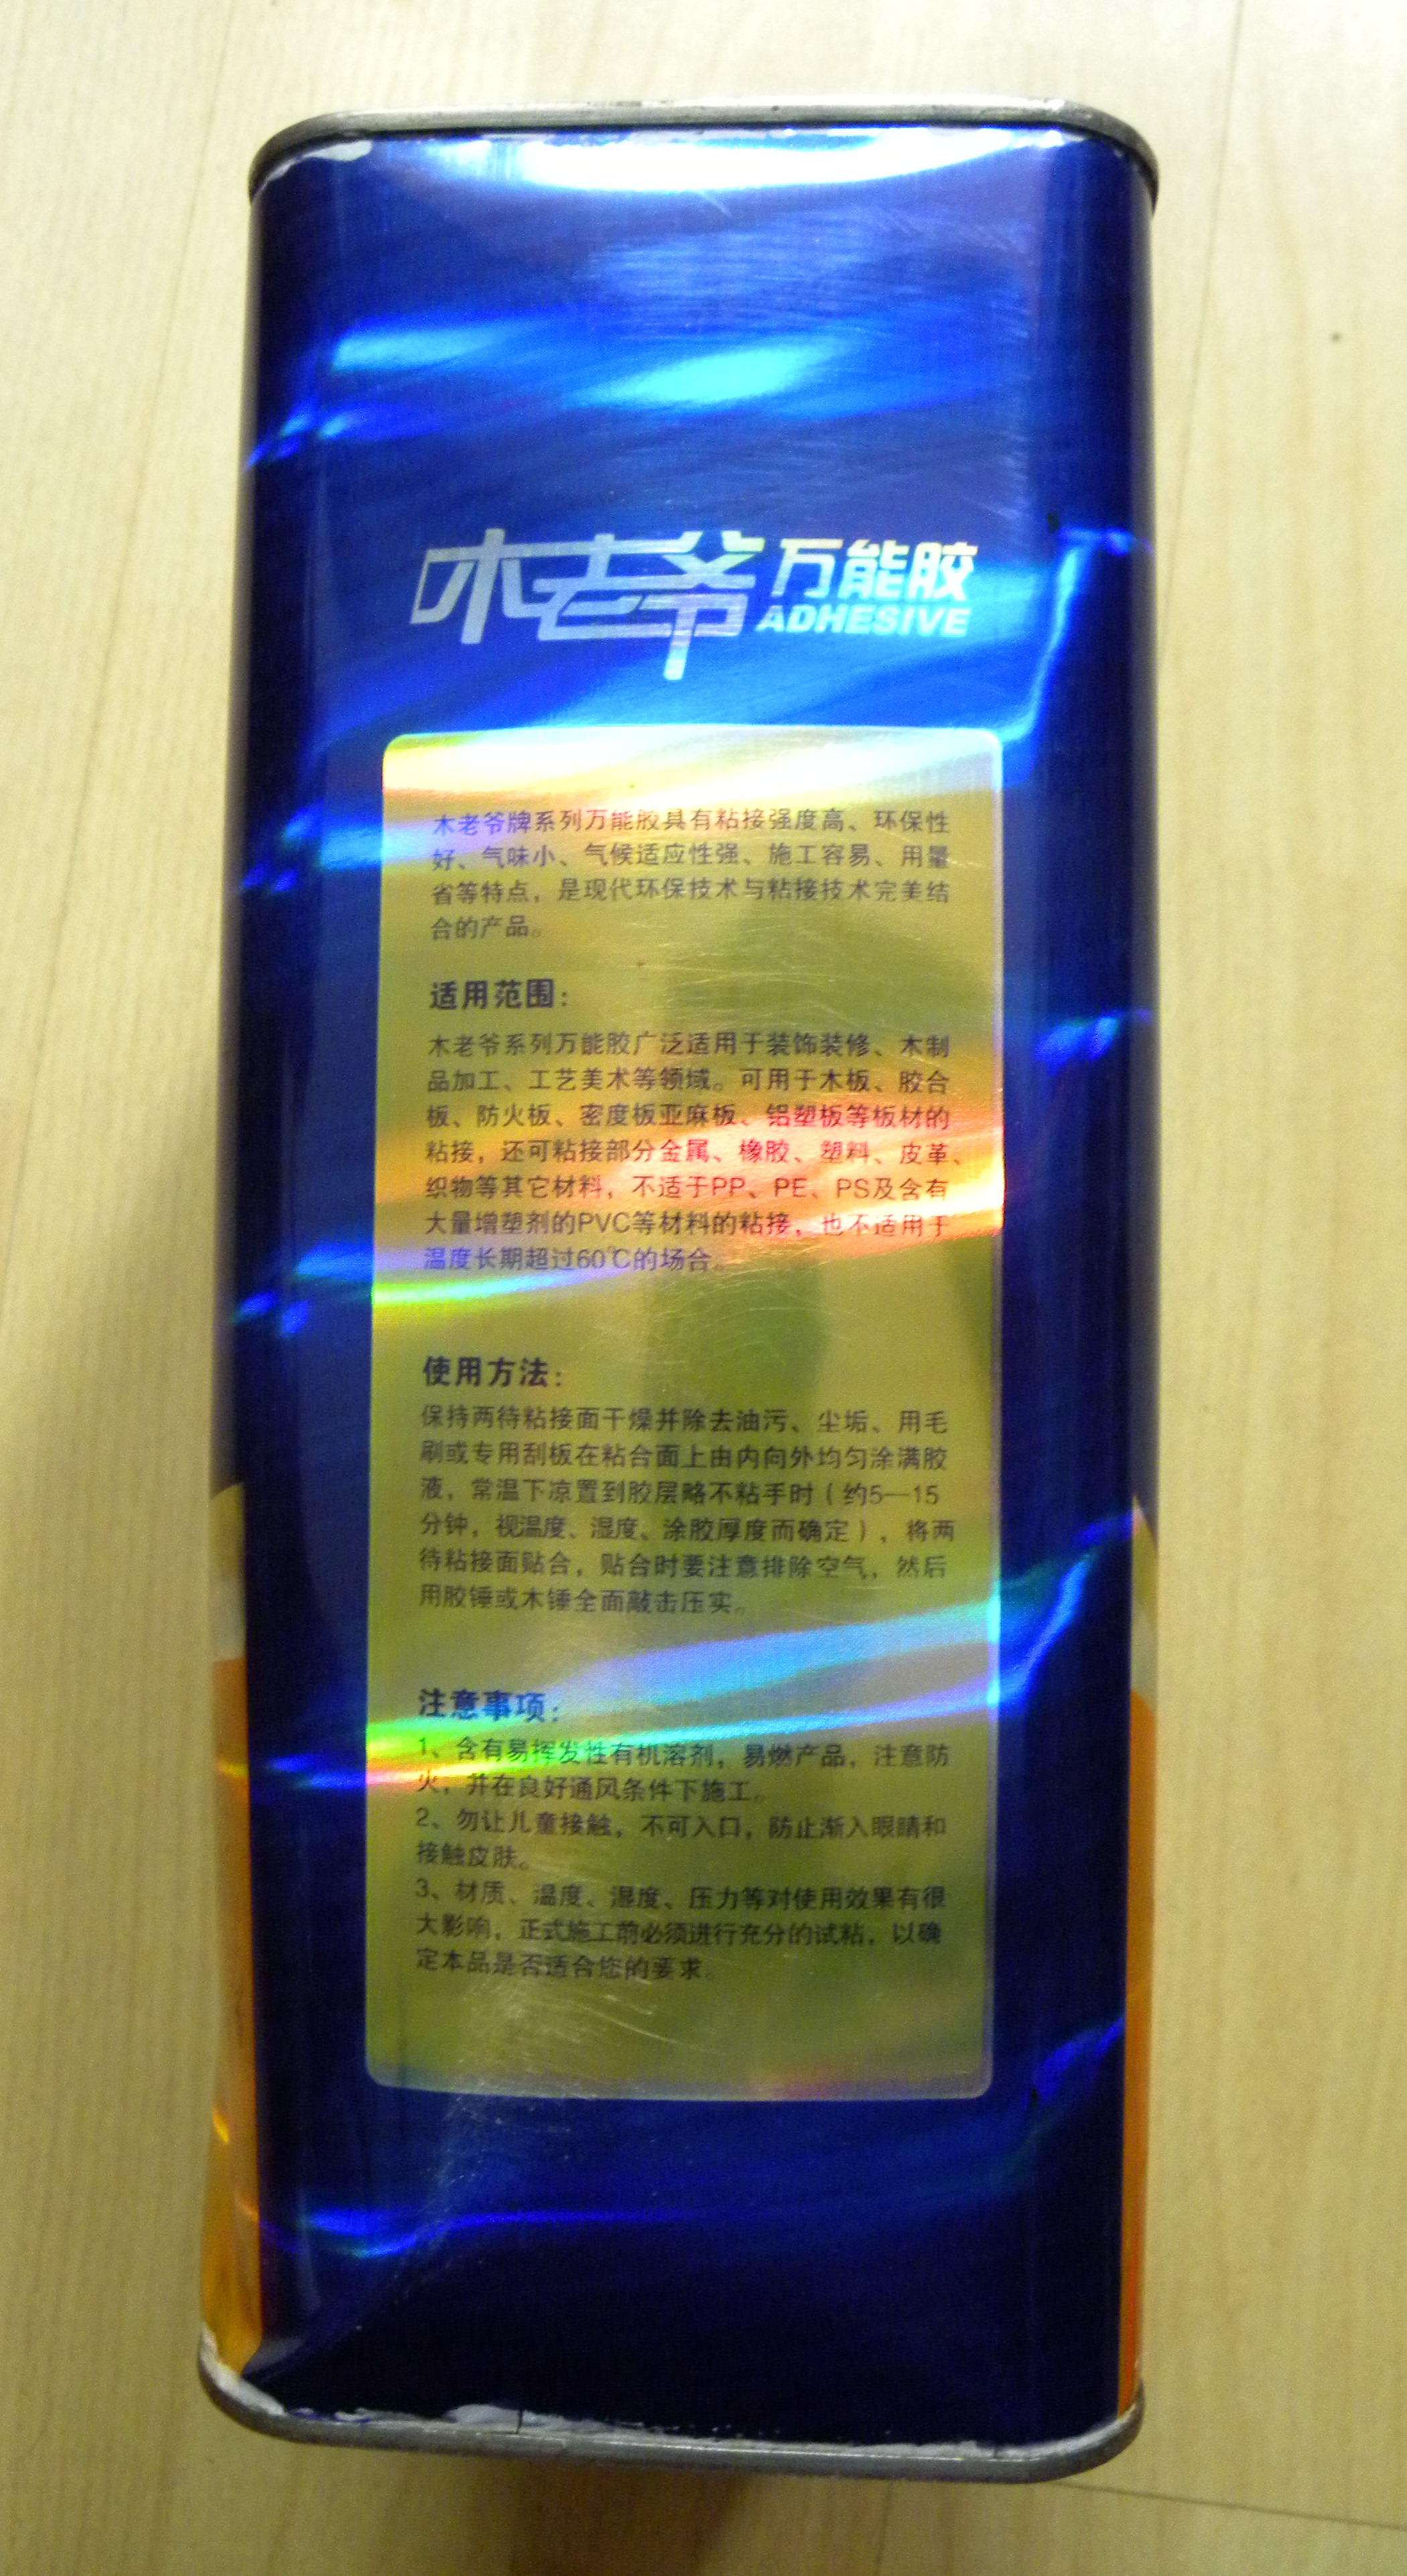 木老爷 万能胶
ADHESIVE
木老爷牌系列万能胶具有粘接强度高、环保性
好、气味小、气候适应性强、施工容易、用量
省等特点，是现代环保技术与粘接技术完美结
合的产品。
适用范围：
木老爷系列万能胶广泛适用于装饰装修、木制
品加工、工艺美术等领域。可用于木板、胶合
板、防火板、密度板亚麻板、铝塑板等板材的
粘接，还可粘接部分金属、橡胶、塑料、皮革、
织物等其它材料，不适于PP、PE、PS及含有
大量增塑剂的PVC等材料的粘接，也不适用于
温度长期超过60℃的场合。
使用方法：
保持两待粘接面干燥并除去油污、尘垢、用毛
刷或专用刮板在粘合面上由内向外均匀涂满胶
液，常温下凉置到胶层略不粘手时（约5—15
分钟，视温度、湿度、涂胶厚度而确定），将两
待粘接面贴合，贴合时要注意排除空气，然后
用胶锤或木锤全面敲击压实。
注意事项：
1、含有易挥发性有机溶剂，易燃产品，注意防
火，并在良好通风条件下施工。
2、勿让儿童接触，不可入口，防止渐入眼睛和
接触皮肤。
3、材质、温度、湿度、压力等对使用效果有很
大影响，正式施工前必须进行充分的试粘，以确
定本品是否适合您的要求。